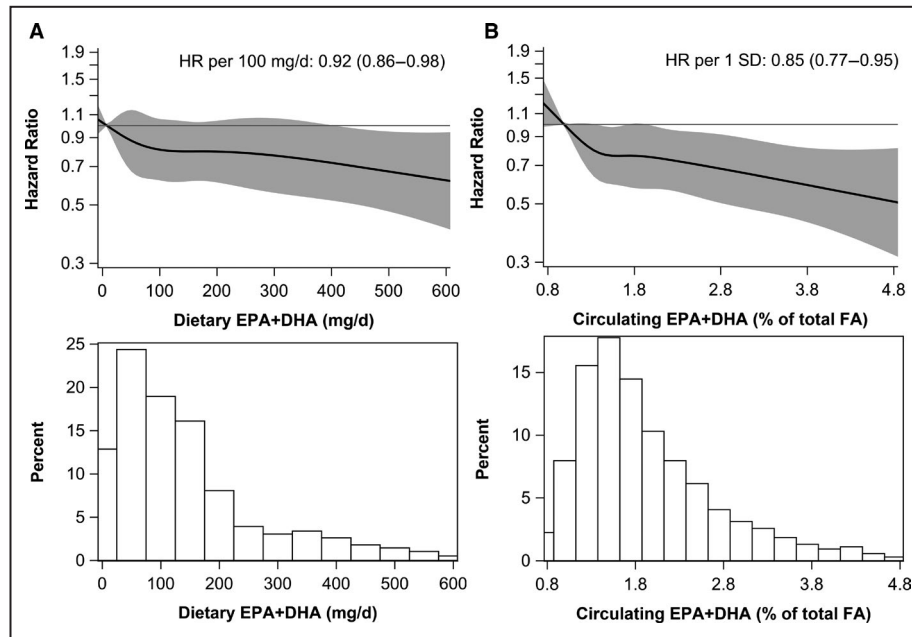 A
HR per 100 mg/d: 0.92 (0.86–0.98)
Hazard Ratio
1.9
1.5
1.1
0.9
0.7
0.5
0.3
0 100 200 300 400 500 600
Dietary EPA+DHA (mg/d)
B
HR per 1 SD: 0.85 (0.77–0.95)
Hazard Ratio
1.9
1.5
1.1
0.9
0.7
0.5
0.3
0.8 1.8 2.8 3.8 4.8
Circulating EPA+DHA (% of total FA)
Percent
25
20
15
10
5
0
0 100 200 300 400 500 600
Dietary EPA+DHA (mg/d)
Percent
15
10
5
0
0.8 1.8 2.8 3.8 4.8
Circulating EPA+DHA (% of total FA)